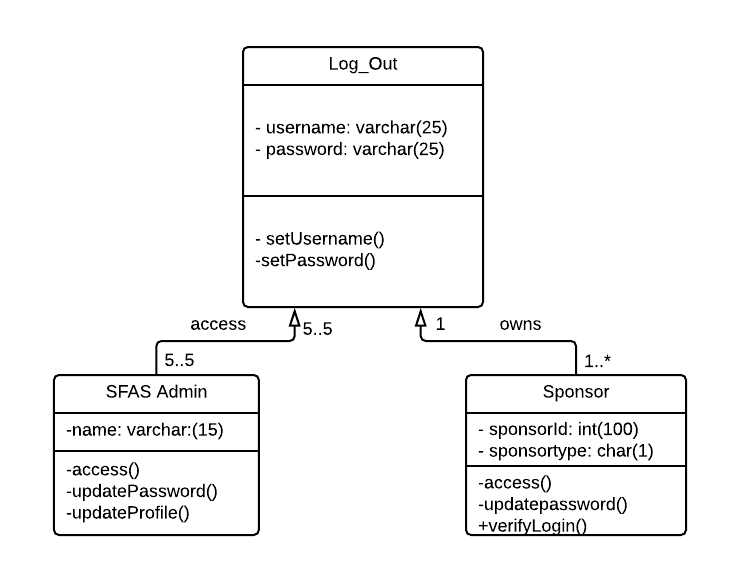 Log_Out
- username: varchar(25)
- password: varchar(25)
- setUsername()
-setPassword()
access
5..5
1
owns
5..5
1..*
SFAS Admin
-name: varchar:(15)
-access()
-updatePassword()
-updateProfile()
Sponsor
- sponsorId: int(100)
- sponsortype: char(1)
-access()
-updatepassword()
+verifyLogin()